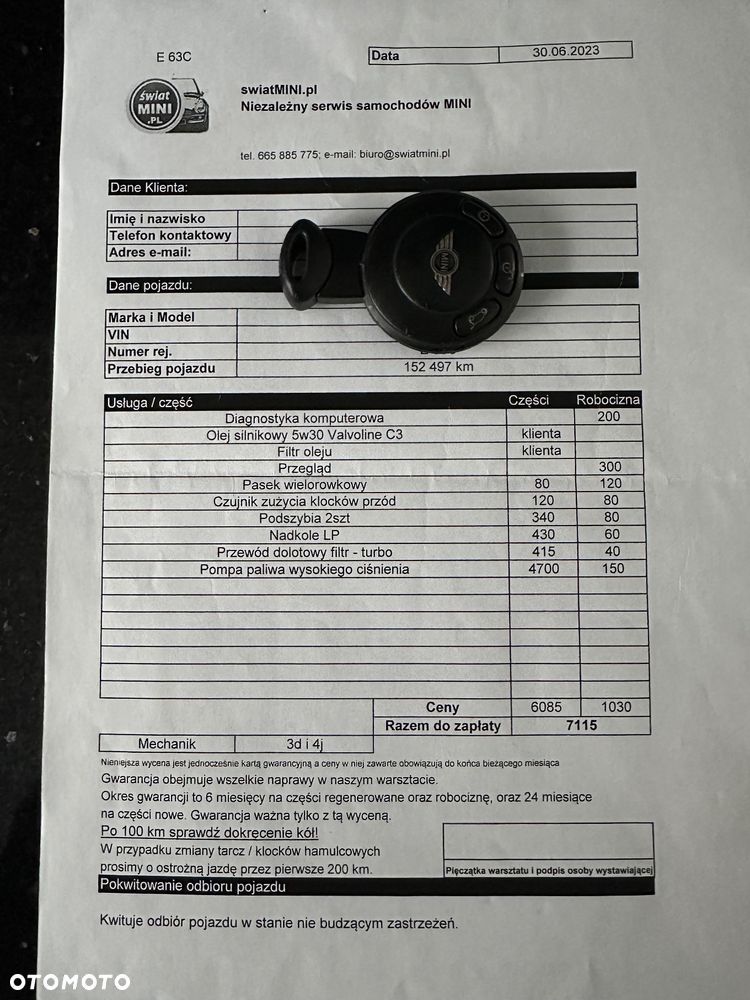 E 63C
Data 30.06.2023
świat
MINI
.PL
swiatMINI.pl
Niezależny serwis samochodów MINI
tel. 665 885 775; e-mail: biuro@swiatmini.pl
Dane Klienta:
Imię i nazwisko
Telefon kontaktowy
Adres e-mail:
MINI
Dane pojazdu:
Marka i Model
VIN
Numer rej.
Przebieg pojazdu 152 497 km
Usługa / część Części Robocizna
Diagnostyka komputerowa 200
Olej silnikowy 5w30 Valvoline C3 klienta
Filtr oleju klienta
Przegląd 300
Pasek wielorowkowy 80 120
Czujnik zużycia klocków przód 120 80
Podszybia 2szt 340 80
Nadkole LP 430 60
Przewód dolotowy filtr - turbo 415 40
Pompa paliwa wysokiego ciśnienia 4700 150
Ceny 6085 1030
Razem do zapłaty 7115
Mechanik 3d i 4j
Nieniejsza wycena jest jednocześnie kartą gwarancyjną a ceny w niej zawarte obowiązują do końca bieżącego miesiąca
Gwarancja obejmuje wszelkie naprawy w naszym warsztacie.
Okres gwarancji to 6 miesięcy na części regenerowane oraz robociznę, oraz 24 miesiące
na części nowe. Gwarancja ważna tylko z tą wyceną.
Po 100 km sprawdź dokręcenie kół!
W przypadku zmiany tarcz / klocków hamulcowych
prosimy o ostrożną jazdę przez pierwsze 200 km.
Pięczątka warsztatu i podpis osoby wystawiającej
Pokwitowanie odbioru pojazdu
Kwituje odbiór pojazdu w stanie nie budzącym zastrzeżeń.
OTOMOTO